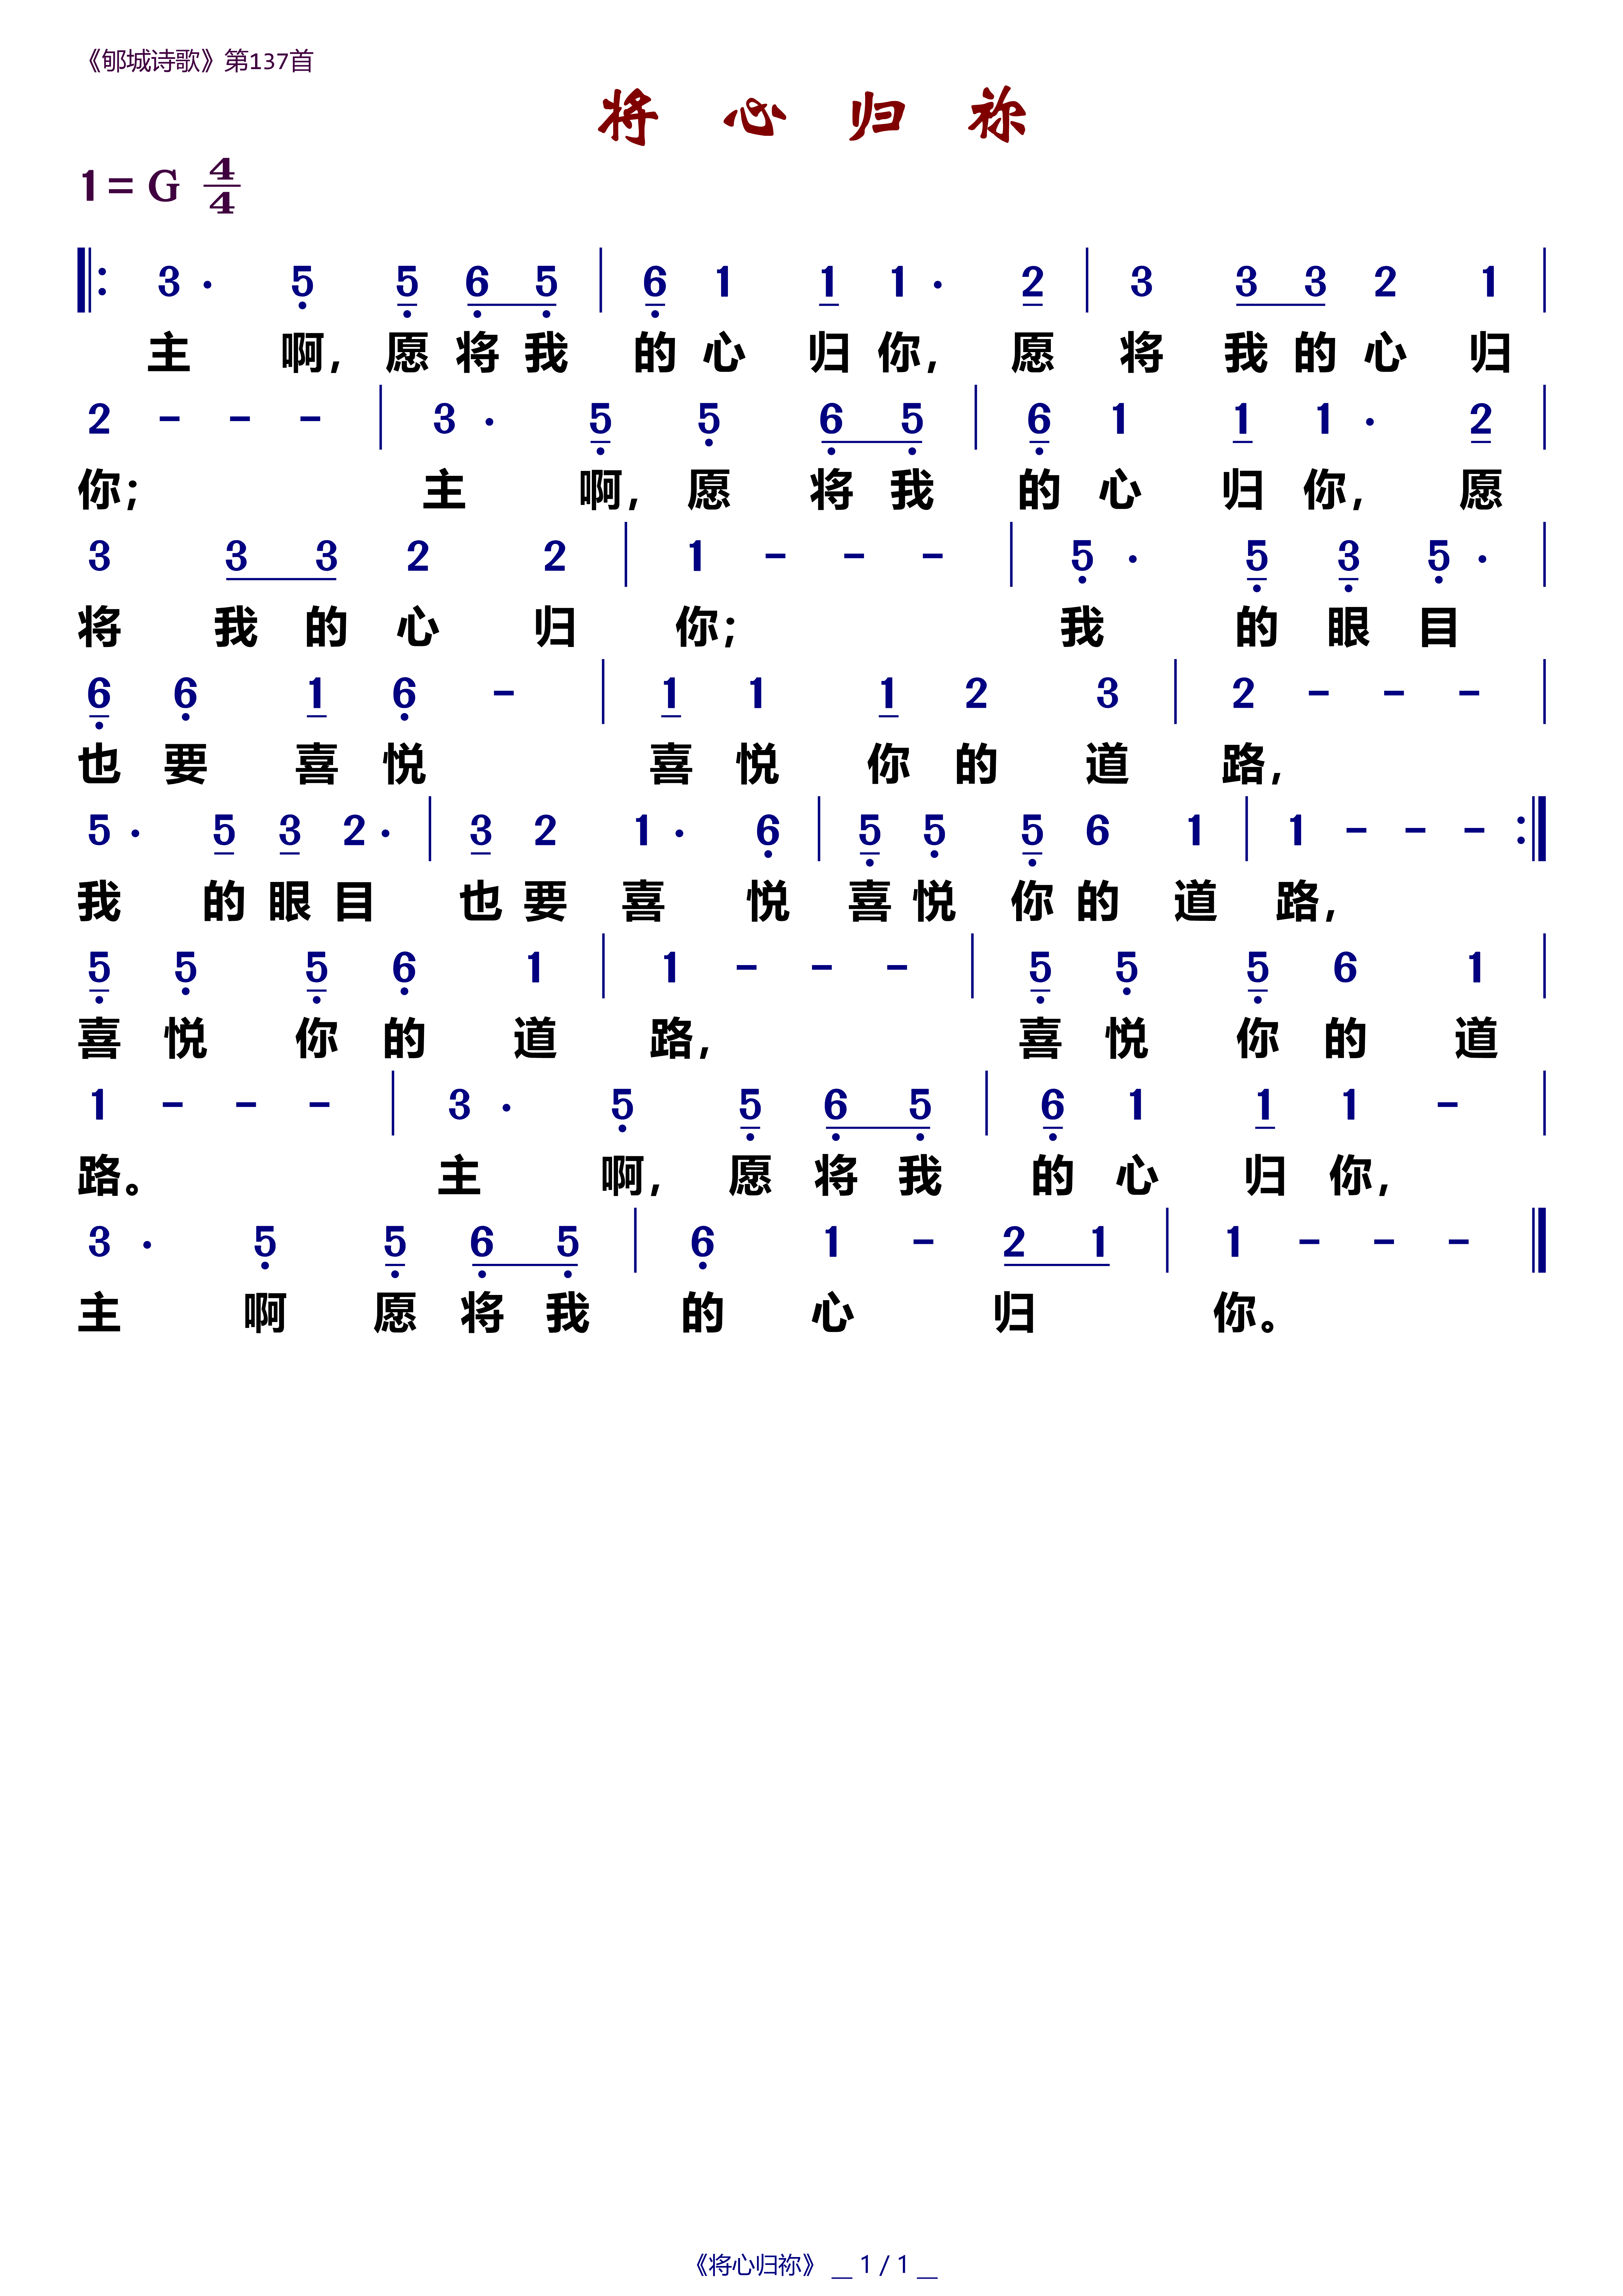 《郇城诗歌》第137首
将 心 归 祢
1 = G 4/4
‖: 3 · 5 5 6 5 | 6 1 1 1 · 2 | 3 3 3 2 1 |
主 啊， 愿 将 我 的 心 归 你， 愿 将 我 的 心 归
2 - - - | 3 · 5 5 6 5 | 6 1 1 1 · 2 |
你； 主 啊， 愿 将 我 的 心 归 你， 愿
3 3 3 2 2 | 1 - - - | 5 · 5 3 5 · |
将 我 的 心 归 你； 我 的 眼 目
6 6 1 6 - | 1 1 1 2 3 | 2 - - - |
也 要 喜 悦 喜 悦 你 的 道 路，
5 · 5 3 2 · | 3 2 1 · 6 | 5 5 5 6 1 | 1 - - - :‖
我 的 眼 目 也 要 喜 悦 喜 悦 你 的 道 路，
5 5 5 6 1 | 1 - - - | 5 5 5 6 1 |
喜 悦 你 的 道 路， 喜 悦 你 的 道
1 - - - | 3 · 5 5 6 5 | 6 1 1 1 - |
路。 主 啊， 愿 将 我 的 心 归 你，
3 · 5 5 6 5 | 6 1 - 2 1 | 1 - - - ‖
主 啊 愿 将 我 的 心 归 你。
《将心归祢》 __ 1 / 1 __